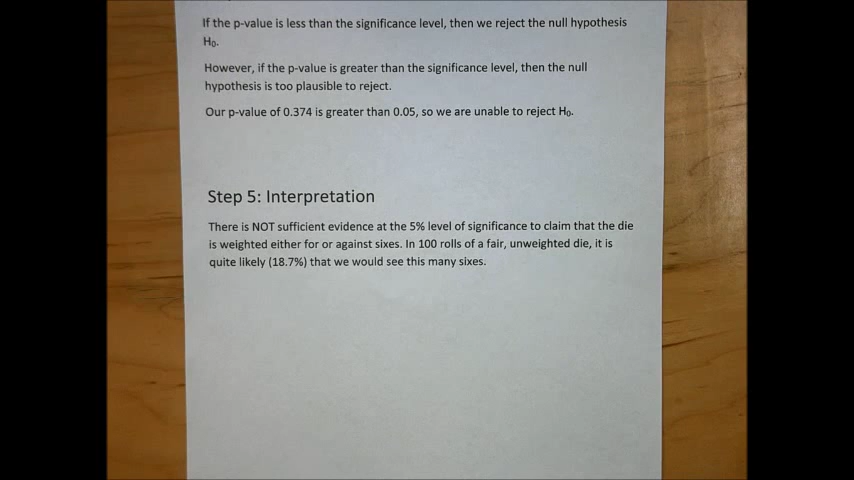 If the p-value is less than the significance level, then we reject the null hypothesis
H₀.
However, if the p-value is greater than the significance level, then the null
hypothesis is too plausible to reject.
Our p-value of 0.374 is greater than 0.05, so we are unable to reject H₀.
Step 5: Interpretation
There is NOT sufficient evidence at the 5% level of significance to claim that the die
is weighted either for or against sixes. In 100 rolls of a fair, unweighted die, it is
quite likely (18.7%) that we would see this many sixes.